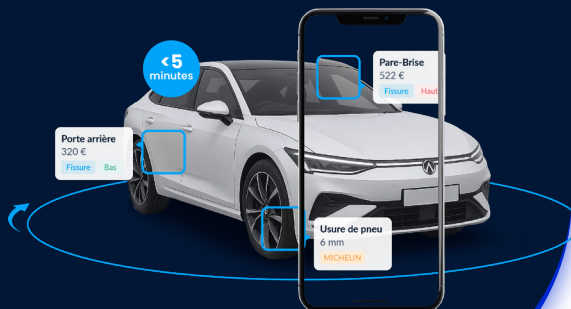 <5
minutes
Pare-Brise
522 €
Fissure Haut
Porte arrière
320 €
Fissure Bas
Usure de pneu
6 mm
MICHELIN